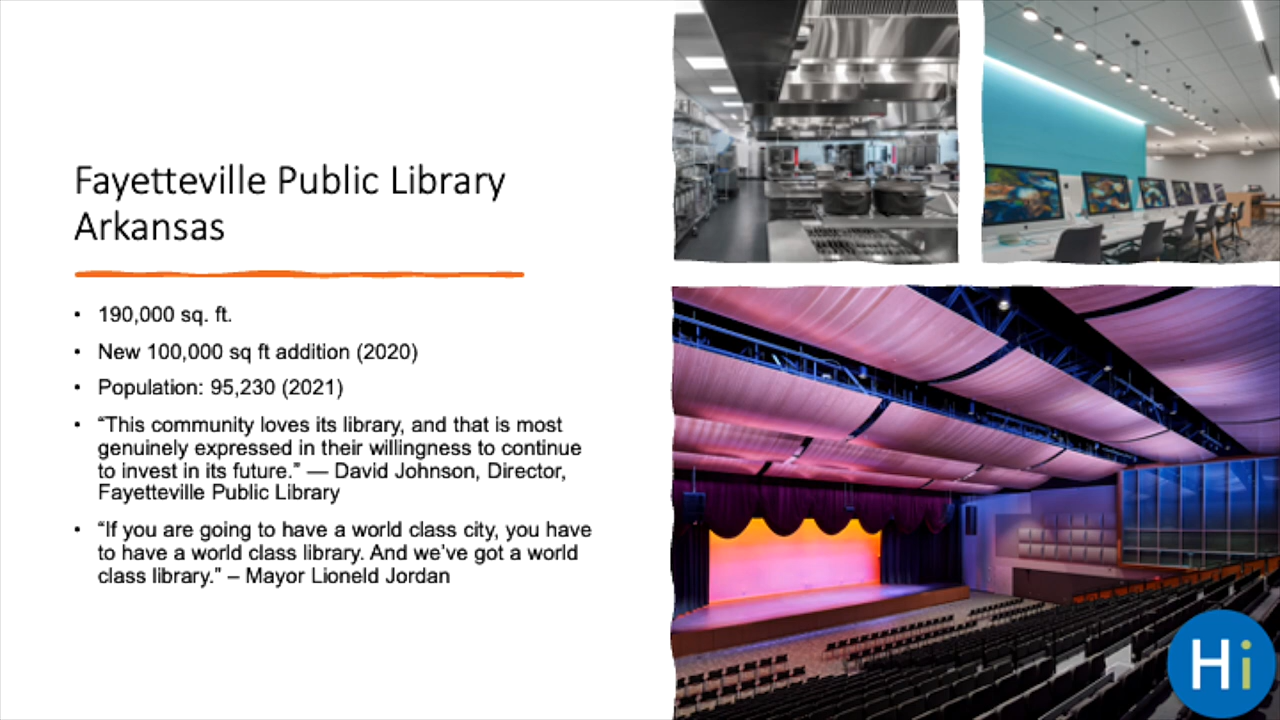 Fayetteville Public Library
Arkansas
• 190,000 sq. ft.
• New 100,000 sq ft addition (2020)
• Population: 95,230 (2021)
• “This community loves its library, and that is most
genuinely expressed in their willingness to continue
to invest in its future.” — David Johnson, Director,
Fayetteville Public Library
• “If you are going to have a world class city, you have
to have a world class library. And we've got a world
class library.” – Mayor Lioneld Jordan
Hi